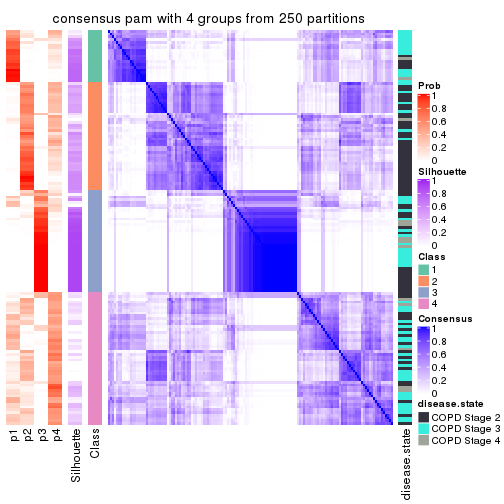 consensus pam with 4 groups from 250 partitions
Prob
1
0.8
0.6
0.4
0.2
0
Silhouette
1
0.8
0.6
0.4
0.2
0
Class
1
2
3
4
Consensus
1
0.8
0.6
0.4
0.2
0
disease.state
COPD Stage 2
COPD Stage 3
COPD Stage 4
p1
p2
p3
p4
Silhouette
Class
disease.state